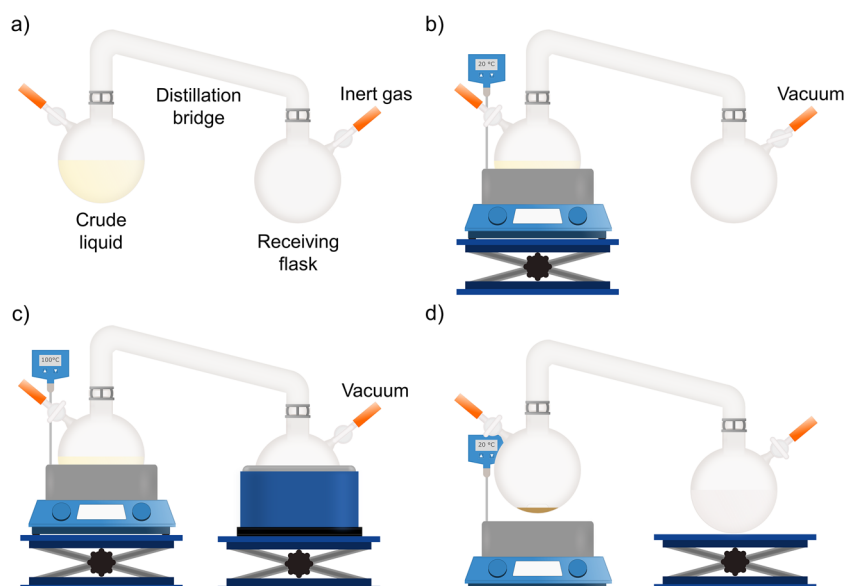 a)
Distillation
bridge
Inert gas
Crude
liquid
Receiving
flask
b)
20 °C
Vacuum
c)
100°C
Vacuum
d)
20 °C